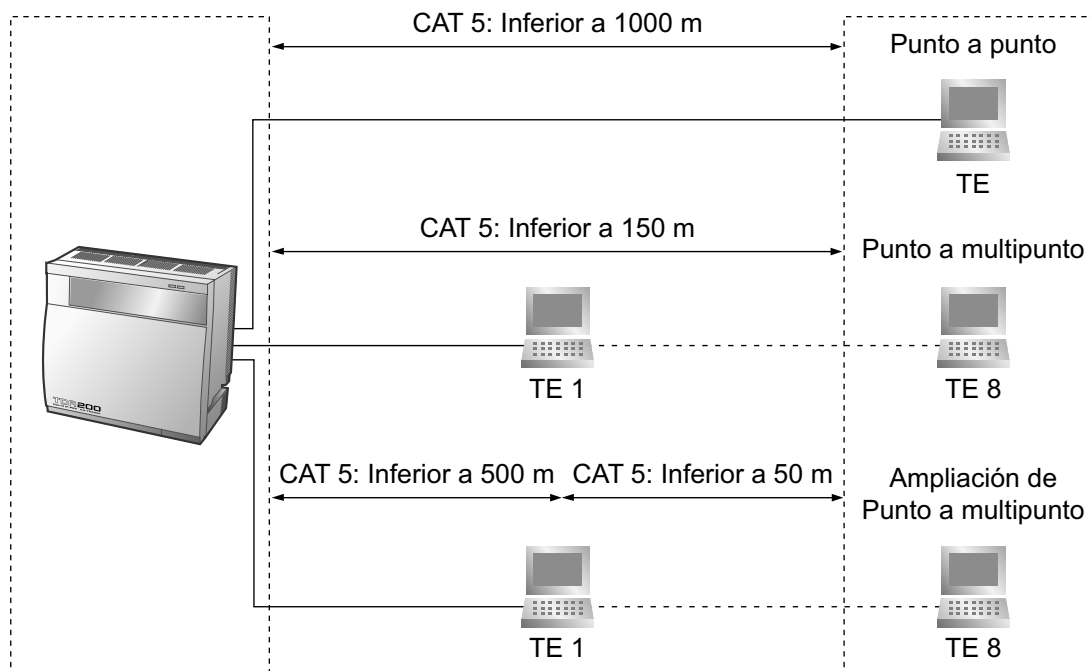 CAT 5: Inferior a 1000 m
Punto a punto
TE
CAT 5: Inferior a 150 m
Punto a multipunto
TE 1
TE 8
TDA200
CAT 5: Inferior a 500 m
CAT 5: Inferior a 50 m
Ampliación de
Punto a multipunto
TE 1
TE 8